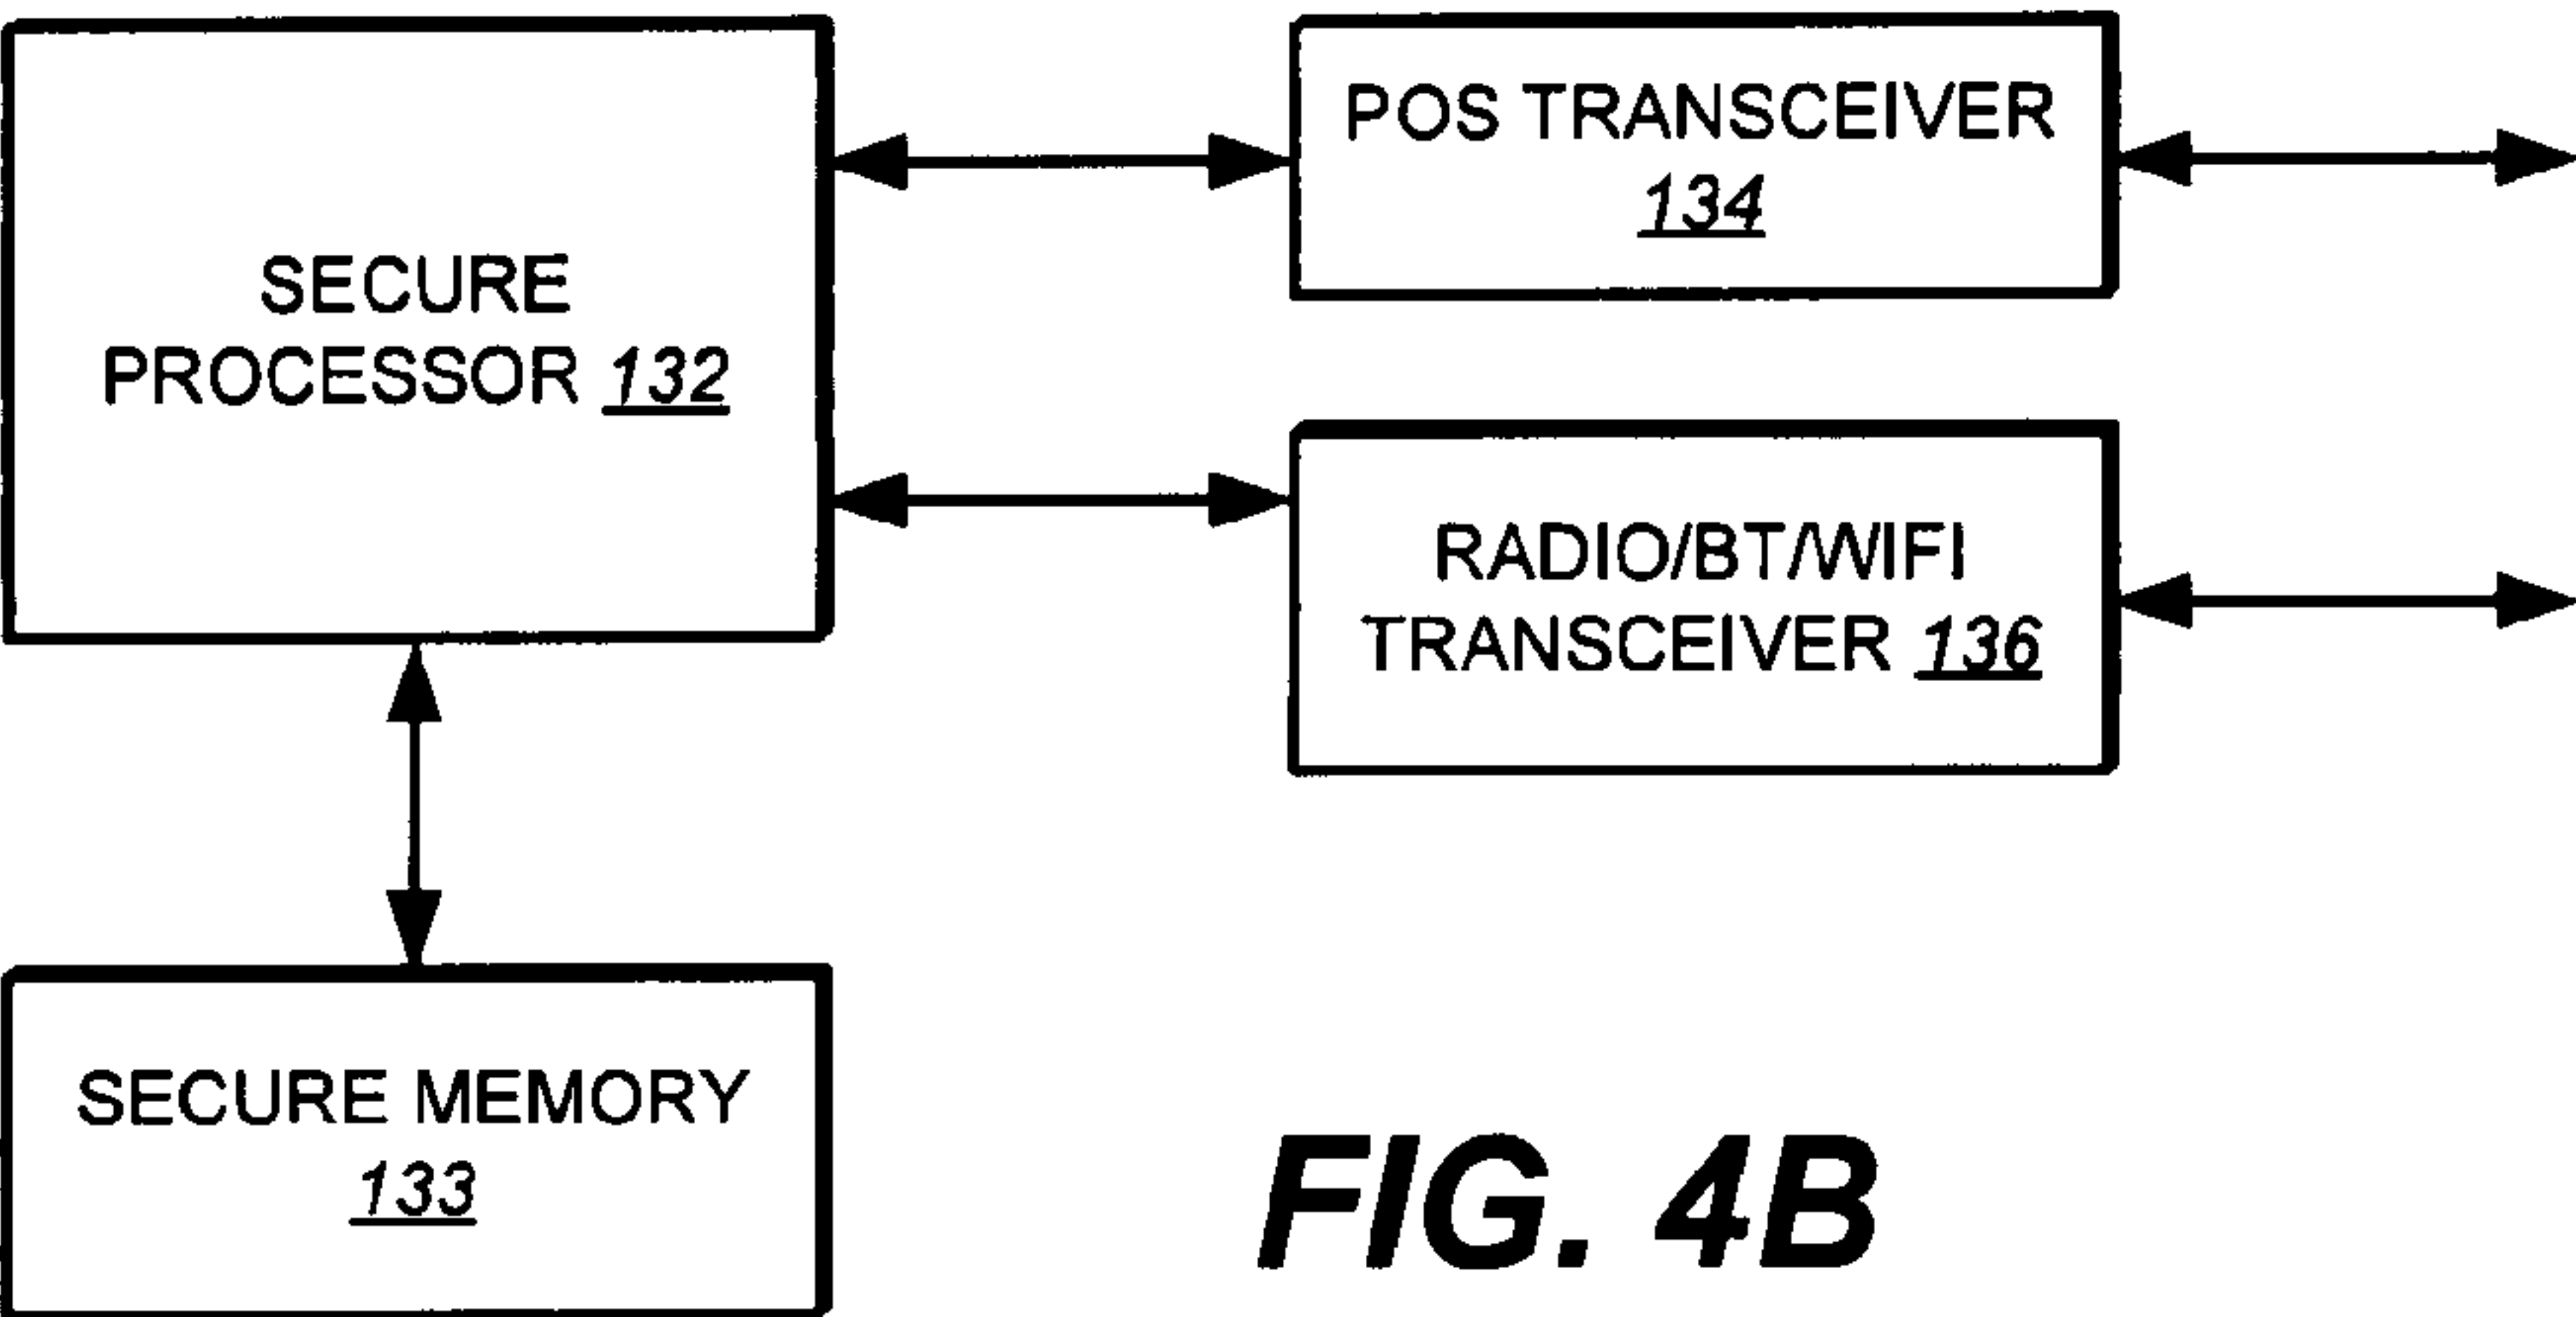 SECURE
PROCESSOR 132
POS TRANSCEIVER
134
RADIO/BT/WIFI
TRANSCEIVER 136
SECURE MEMORY
133
FIG. 4B